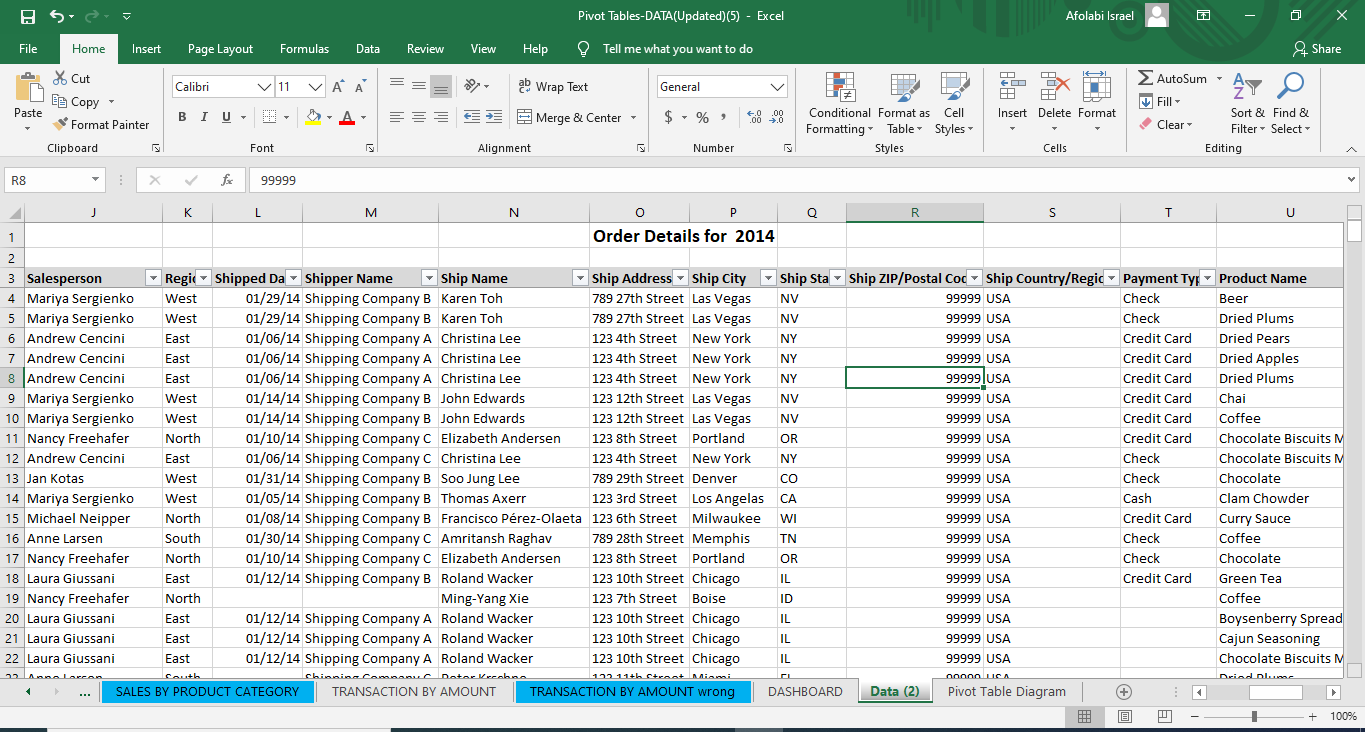 Pivot Tables-DATA(Updated)(5) - Excel Afolabi Israel
File Home Insert Page Layout Formulas Data Review View Help Tell me what you want to do Share
Paste Cut Copy Format Painter
Calibri 11
B I U A A A
ab Wrap Text
Merge & Center
General
$ % , .00 .0
Conditional Formatting Format as Table Cell Styles
Insert Delete Format
AutoSum Fill Clear
Sort & Filter Find & Select
Clipboard Font Alignment Number Styles Cells Editing
R8 fx 99999
J K L M N O P Q R S T U
1 Order Details for 2014
2
3 Salesperson Regio Shipped Da Shipper Name Ship Name Ship Address Ship City Ship Sta Ship ZIP/Postal Cod Ship Country/Regio Payment Typ Product Name
4 Mariya Sergienko West 01/29/14 Shipping Company B Karen Toh 789 27th Street Las Vegas NV 99999 USA Check Beer
5 Mariya Sergienko West 01/29/14 Shipping Company B Karen Toh 789 27th Street Las Vegas NV 99999 USA Check Dried Plums
6 Andrew Cencini East 01/06/14 Shipping Company A Christina Lee 123 4th Street New York NY 99999 USA Credit Card Dried Pears
7 Andrew Cencini East 01/06/14 Shipping Company A Christina Lee 123 4th Street New York NY 99999 USA Credit Card Dried Apples
8 Andrew Cencini East 01/06/14 Shipping Company A Christina Lee 123 4th Street New York NY 99999 USA Credit Card Dried Plums
9 Mariya Sergienko West 01/14/14 Shipping Company B John Edwards 123 12th Street Las Vegas NV 99999 USA Credit Card Chai
10 Mariya Sergienko West 01/14/14 Shipping Company B John Edwards 123 12th Street Las Vegas NV 99999 USA Credit Card Coffee
11 Nancy Freehafer North 01/10/14 Shipping Company C Elizabeth Andersen 123 8th Street Portland OR 99999 USA Credit Card Chocolate Biscuits M
12 Andrew Cencini East 01/06/14 Shipping Company C Christina Lee 123 4th Street New York NY 99999 USA Check Chocolate Biscuits M
13 Jan Kotas West 01/31/14 Shipping Company B Soo Jung Lee 789 29th Street Denver CO 99999 USA Check Chocolate
14 Mariya Sergienko West 01/05/14 Shipping Company B Thomas Axerr 123 3rd Street Los Angelas CA 99999 USA Cash Clam Chowder
15 Michael Neipper North 01/08/14 Shipping Company B Francisco Pérez-Olaeta 123 6th Street Milwaukee WI 99999 USA Credit Card Curry Sauce
16 Anne Larsen South 01/30/14 Shipping Company C Amritansh Raghav 789 28th Street Memphis TN 99999 USA Check Coffee
17 Nancy Freehafer North 01/10/14 Shipping Company C Elizabeth Andersen 123 8th Street Portland OR 99999 USA Check Chocolate
18 Laura Giussani East 01/12/14 Shipping Company B Roland Wacker 123 10th Street Chicago IL 99999 USA Credit Card Green Tea
19 Nancy Freehafer North Ming-Yang Xie 123 7th Street Boise ID 99999 USA Coffee
20 Laura Giussani East 01/12/14 Shipping Company A Roland Wacker 123 10th Street Chicago IL 99999 USA Boysenberry Spread
21 Laura Giussani East 01/12/14 Shipping Company A Roland Wacker 123 10th Street Chicago IL 99999 USA Cajun Seasoning
22 Laura Giussani East 01/12/14 Shipping Company A Roland Wacker 123 10th Street Chicago IL 99999 USA Chocolate Biscuits M
... SALES BY PRODUCT CATEGORY TRANSACTION BY AMOUNT TRANSACTION BY AMOUNT wrong DASHBOARD Data (2) Pivot Table Diagram
100%